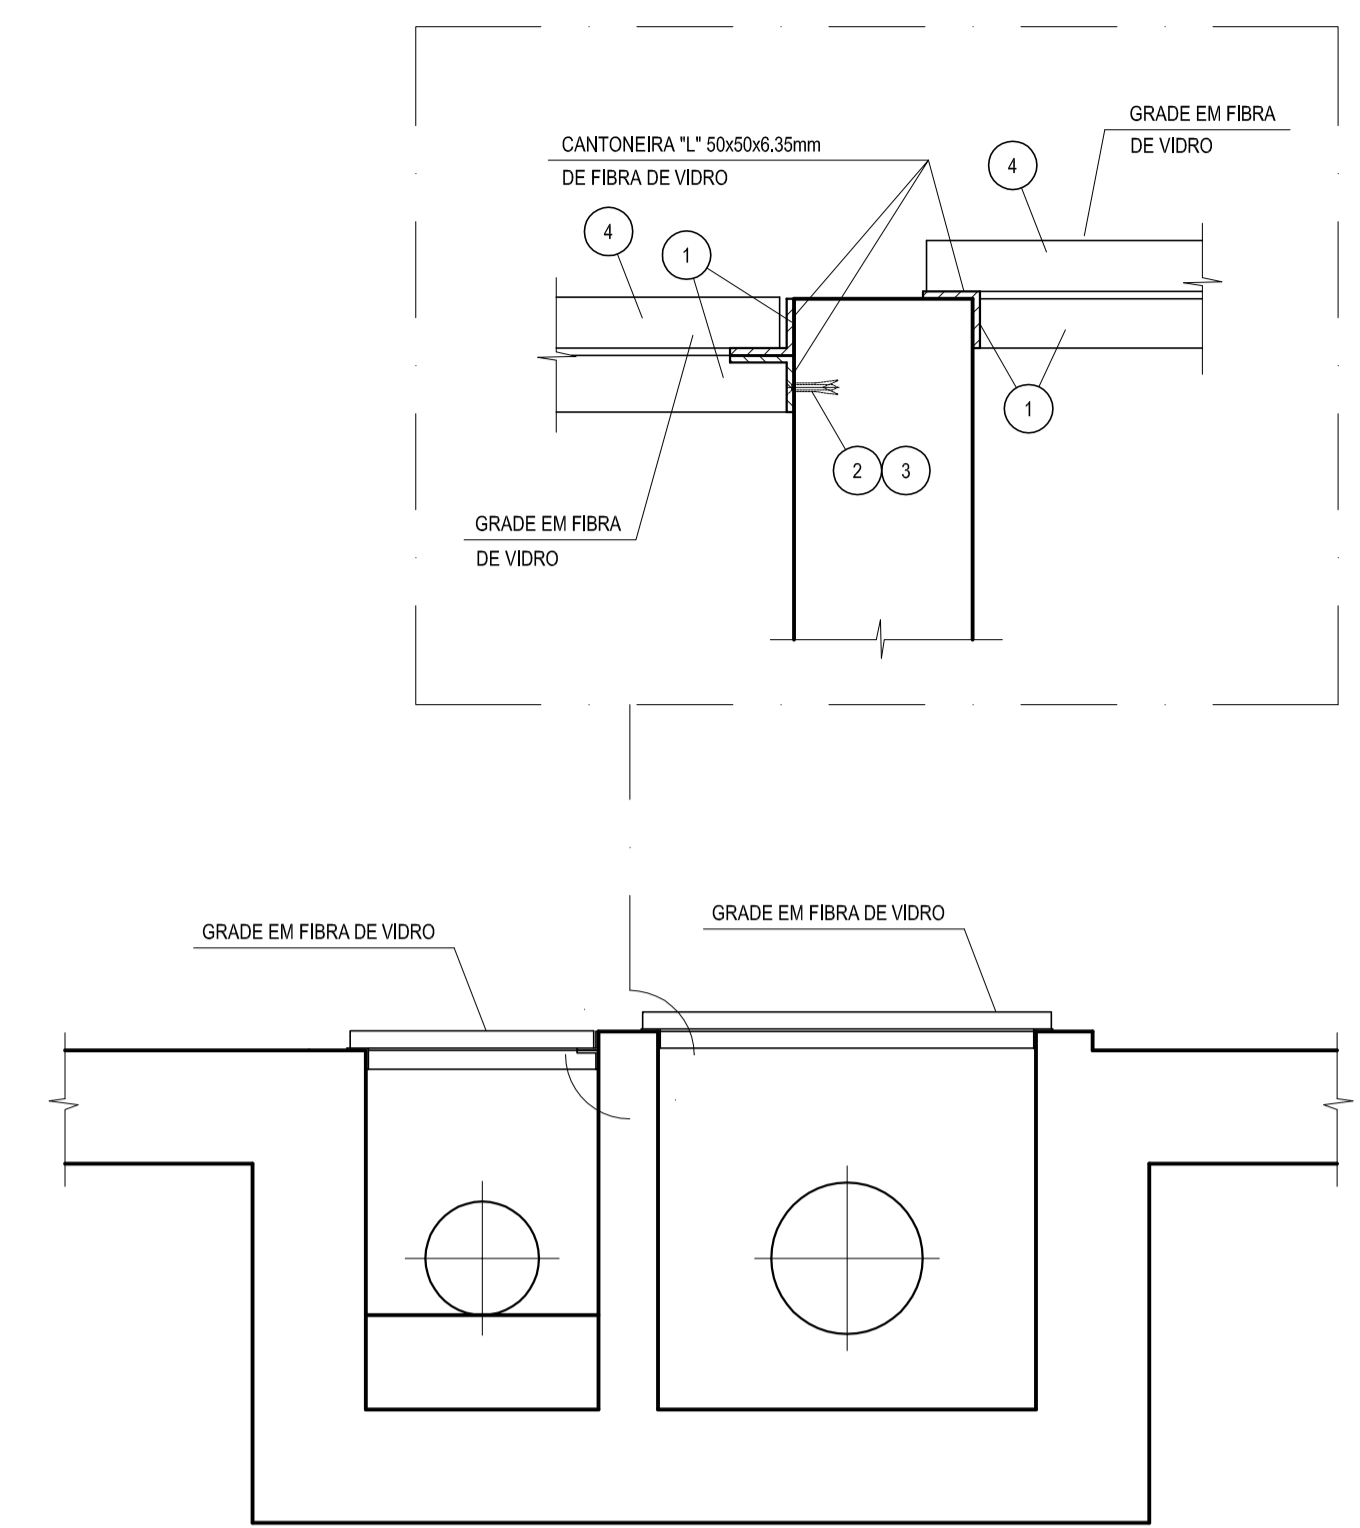 GRADE EM FIBRA
DE VIDRO
CANTONEIRA "L" 50x50x6.35mm
DE FIBRA DE VIDRO
4
4
1
1
2
3
GRADE EM FIBRA
DE VIDRO
GRADE EM FIBRA DE VIDRO
GRADE EM FIBRA DE VIDRO